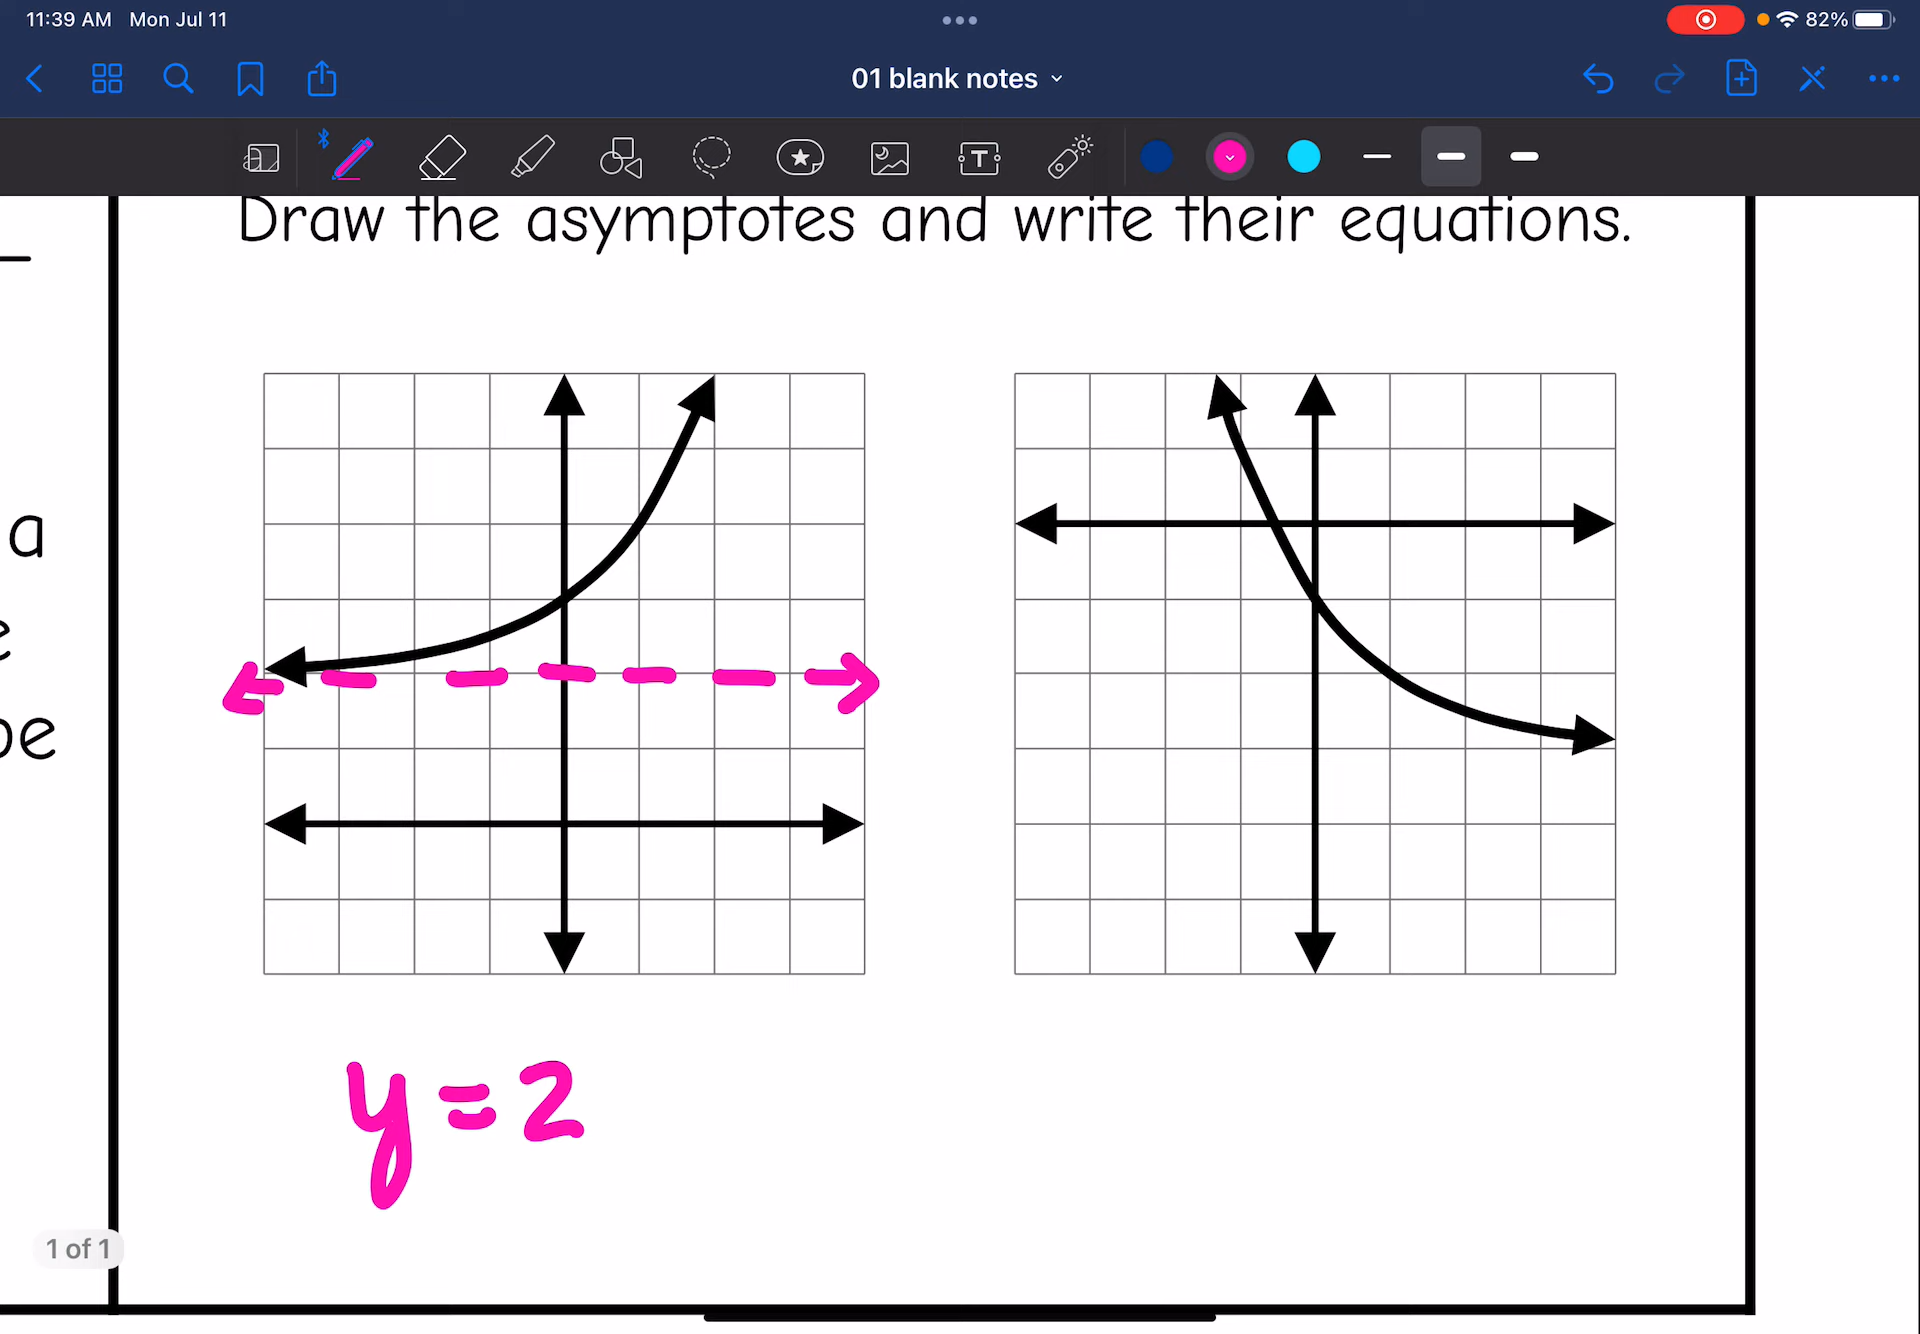 11:39 AM Mon Jul 11
82%
01 blank notes
T
Draw the asymptotes and write their equations.
a
e
be
y = 2
1 of 1